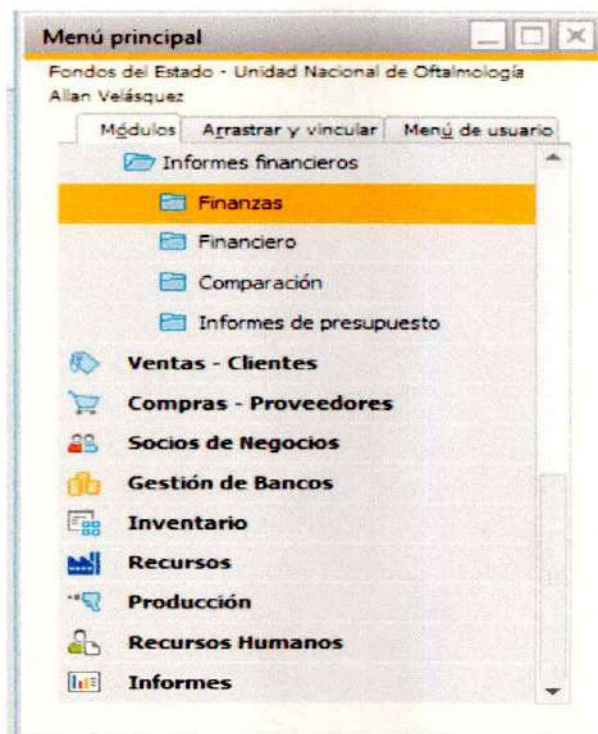 Menú principal
Fondos del Estado - Unidad Nacional de Oftalmología
Allan Velásquez
Módulos Arrastrar y vincular Menú de usuario
Informes financieros
Finanzas
Financiero
Comparación
Informes de presupuesto
Ventas - Clientes
Compras - Proveedores
Socios de Negocios
Gestión de Bancos
Inventario
Recursos
Producción
Recursos Humanos
Informes